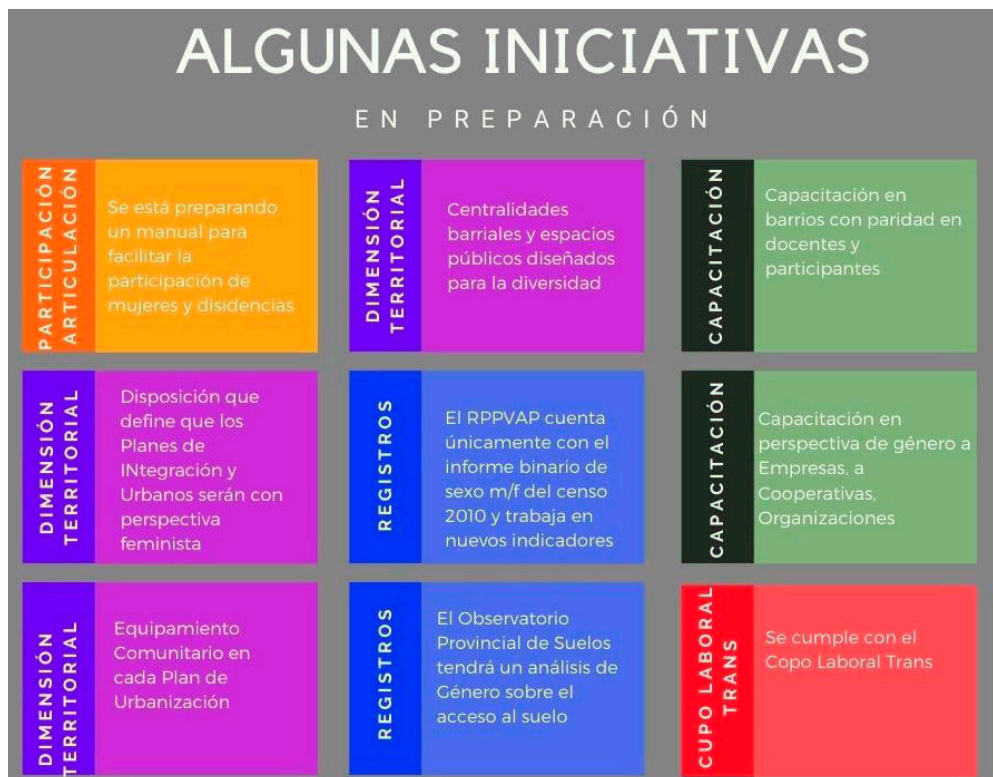 ALGUNAS INICIATIVAS
EN PREPARACIÓN
PARTICIPACIÓN
ARTICULACIÓN
Se está preparando
un manual para
facilitar la
participación de
mujeres y disidencias
DIMENSIÓN
TERRITORIAL
Centralidades
barriales y espacios
públicos diseñados
para la diversidad
CAPACITACIÓN
Capacitación en
barrios con paridad en
docentes y
participantes
DIMENSIÓN
TERRITORIAL
Disposición que
define que los
Planes de
INtegración y
Urbanos serán con
perspectiva
feminista
REGISTROS
El RPPVAP cuenta
únicamente con el
informe binario de
sexo m/f del censo
2010 y trabaja en
nuevos indicadores
CAPACITACIÓN
Capacitación en
perspectiva de género a
Empresas, a
Cooperativas,
Organizaciones
DIMENSIÓN
TERRITORIAL
Equipamiento
Comunitario en
cada Plan de
Urbanización
REGISTROS
El Observatorio
Provincial de Suelos
tendrá un análisis de
Género sobre el
acceso al suelo
CUPO LABORAL
TRANS
Se cumple con el
Copo Laboral Trans